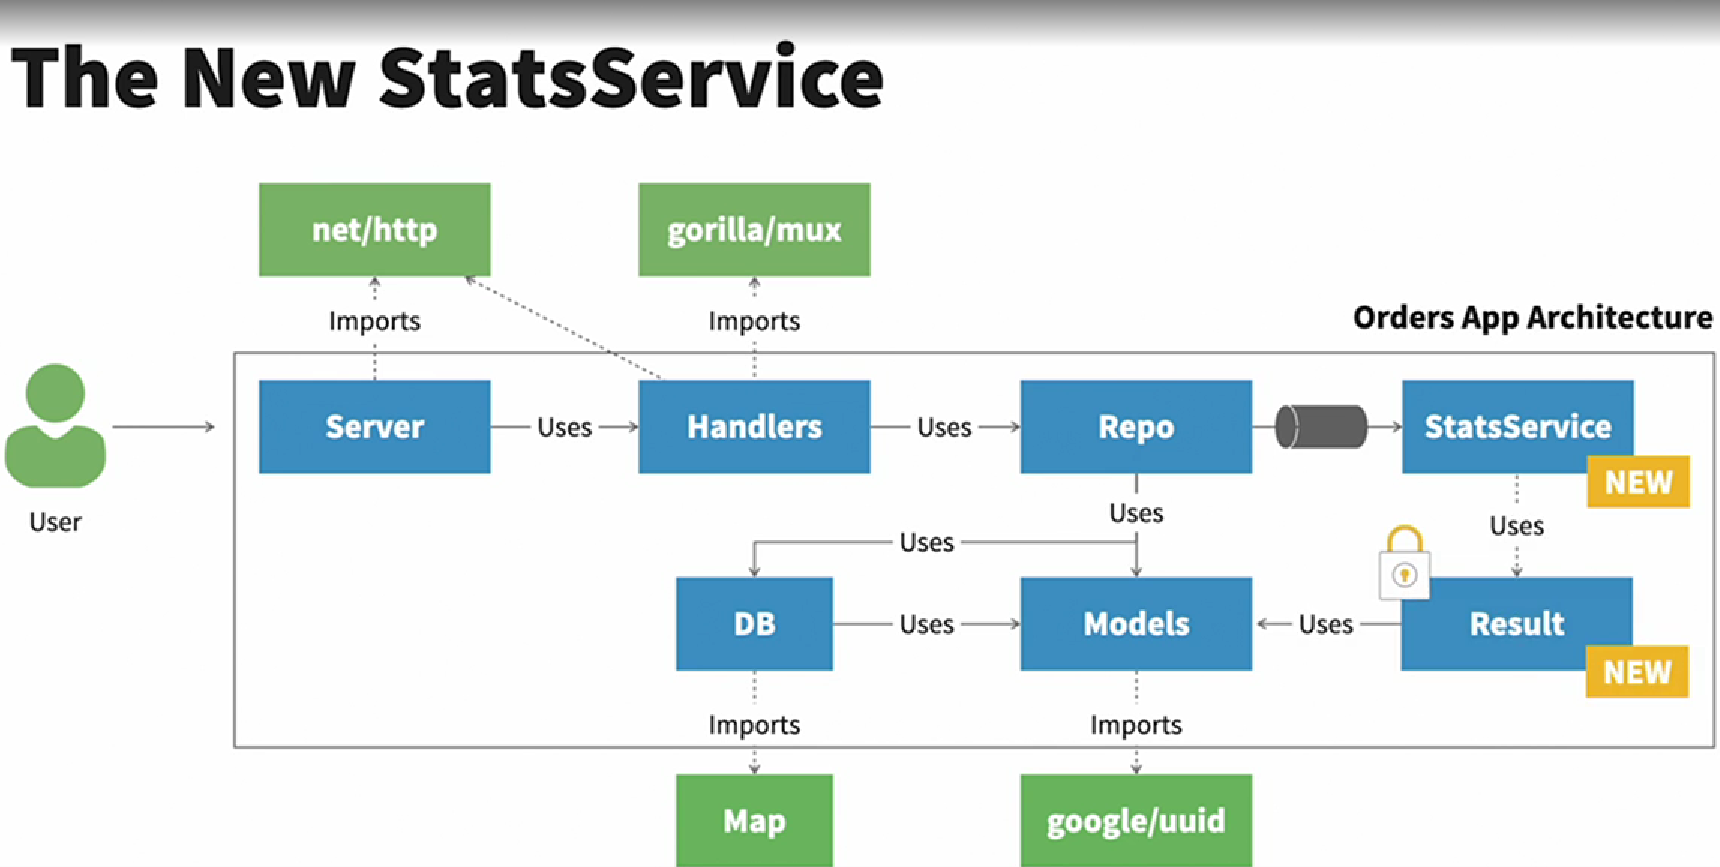 The New StatsService
net/http
gorilla/mux
Imports
Imports
Orders App Architecture
Server
Uses
Handlers
Uses
Repo
StatsService
NEW
User
Uses
Uses
Uses
DB
Uses
Models
Uses
Result
NEW
Imports
Imports
Map
google/uuid